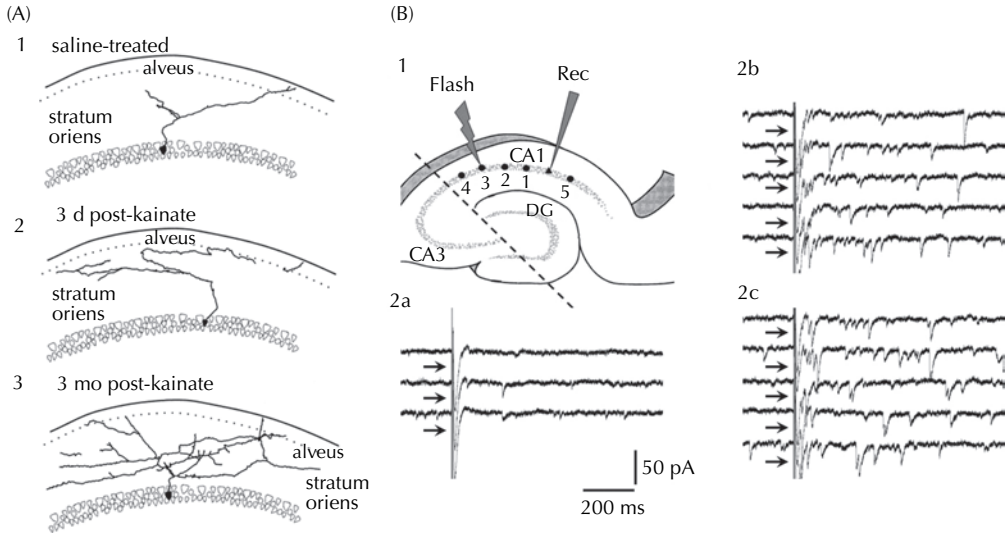 (A)
1 saline-treated
alveus
stratum
oriens
2 3 d post-kainate
alveus
stratum
oriens
3 3 mo post-kainate
alveus
stratum
oriens
(B)
1
Flash
Rec
CA1
4 3 2 1 5
DG
CA3
2a
50 pA
200 ms
2b
2c